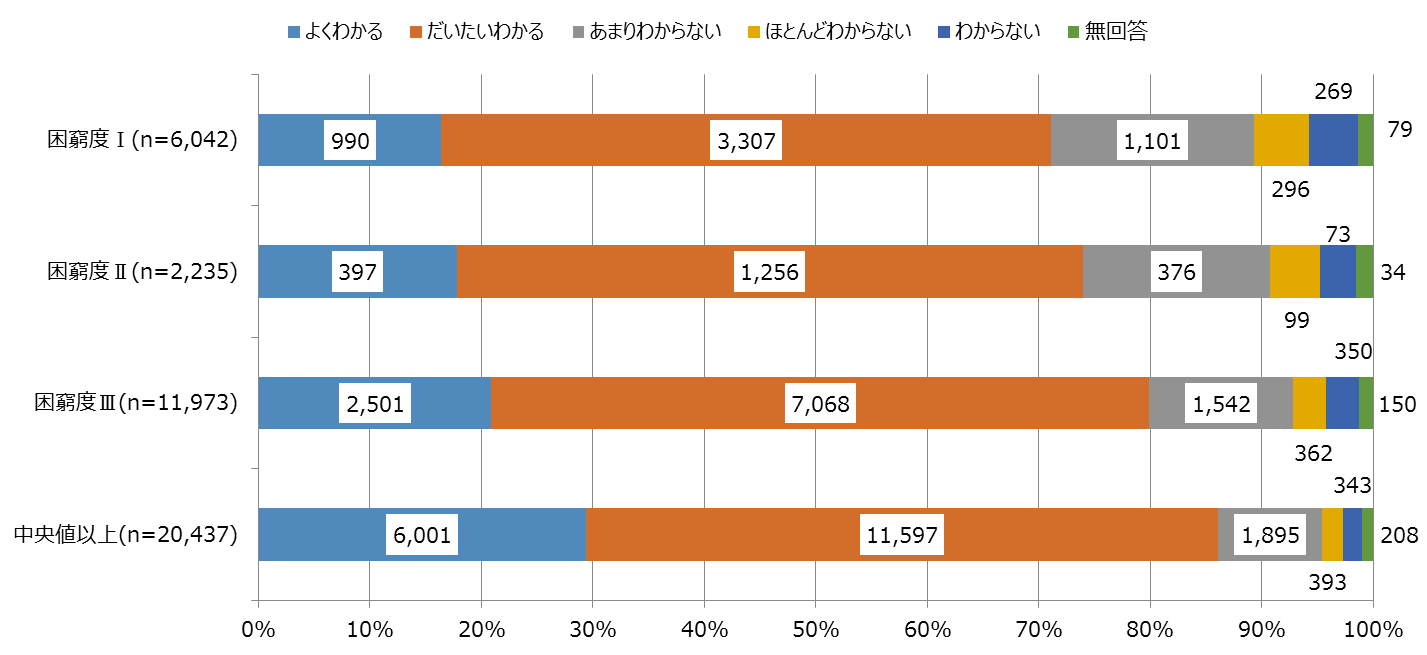 よくわかる だいたいわかる あまりわからない ほとんどわからない わからない 無回答
269
困窮度Ⅰ(n=6,042) 990 3,307 1,101 79
296
73
困窮度Ⅱ(n=2,235) 397 1,256 376 34
99
350
困窮度Ⅲ(n=11,973) 2,501 7,068 1,542 150
362
343
中央値以上(n=20,437) 6,001 11,597 1,895 208
393
0% 10% 20% 30% 40% 50% 60% 70% 80% 90% 100%